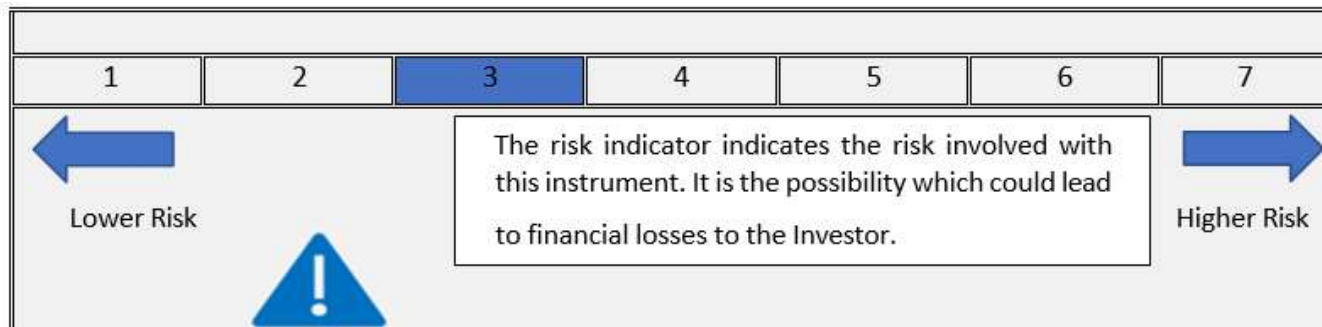 1 2 3 4 5 6 7
The risk indicator indicates the risk involved with
this instrument. It is the possibility which could lead
to financial losses to the Investor.
Lower Risk
Higher Risk
!